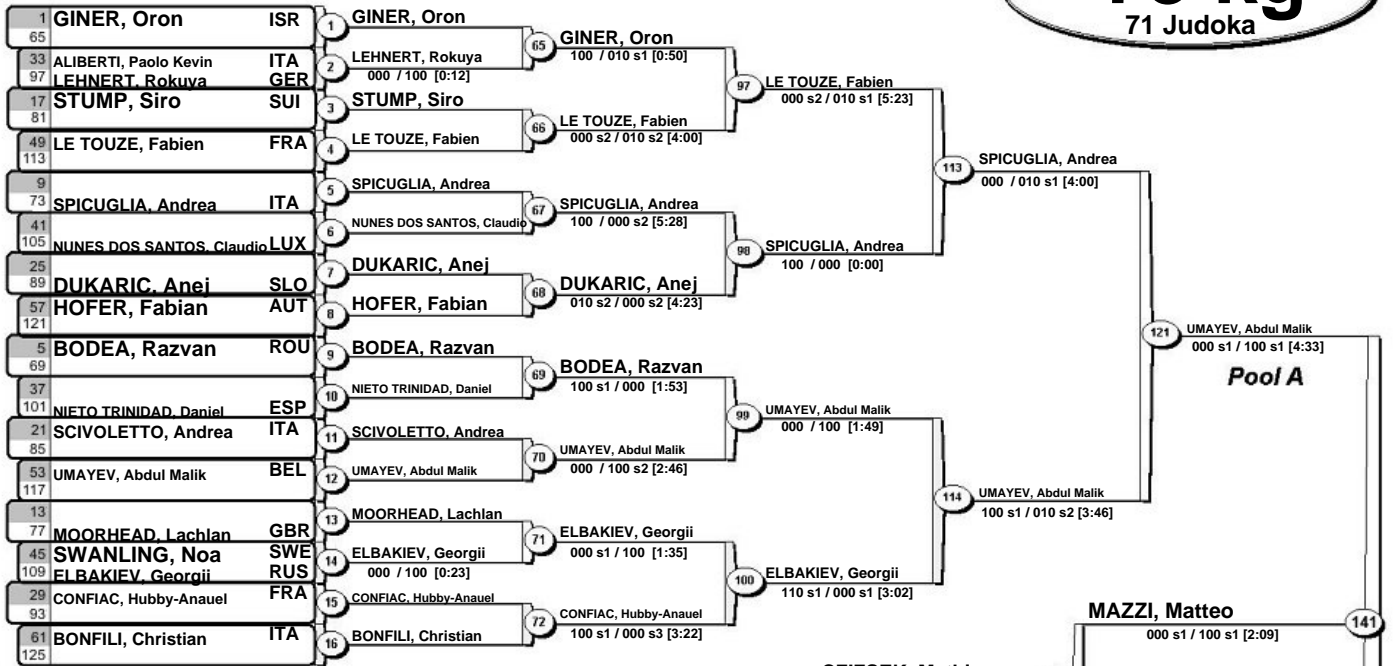 71 Judoka
1 GINER, Oron ISR
65
33 ALIBERTI, Paolo Kevin ITA
97 LEHNERT, Rokuya GER
17 STUMP, Siro SUI
81
49 LE TOUZE, Fabien FRA
113
9
73 SPICUGLIA, Andrea ITA
41
105 NUNES DOS SANTOS, Claudio LUX
25
89 DUKARIC, Anej SLO
57 HOFER, Fabian AUT
121
5 BODEA, Razvan ROU
69
37
101 NIETO TRINIDAD, Daniel ESP
21 SCIVOLETTO, Andrea ITA
85
53 UMAYEV, Abdul Malik BEL
117
13
77 MOORHEAD, Lachlan GBR
45 SWANLING, Noa SWE
109 ELBAKIEV, Georgii RUS
29 CONFIAC, Hubby-Anauel FRA
93
61 BONFILI, Christian ITA
125
1 GINER, Oron
2 LEHNERT, Rokuya
000 / 100 [0:12]
3 STUMP, Siro
4 LE TOUZE, Fabien
5 SPICUGLIA, Andrea
6 NUNES DOS SANTOS, Claudio
7 DUKARIC, Anej
8 HOFER, Fabian
9 BODEA, Razvan
10 NIETO TRINIDAD, Daniel
11 SCIVOLETTO, Andrea
12 UMAYEV, Abdul Malik
13 MOORHEAD, Lachlan
14 ELBAKIEV, Georgii
000 / 100 [0:23]
15 CONFIAC, Hubby-Anauel
16 BONFILI, Christian
65 GINER, Oron
100 / 010 s1 [0:50]
66 LE TOUZE, Fabien
000 s2 / 010 s2 [4:00]
67 SPICUGLIA, Andrea
100 / 000 s2 [5:28]
68 DUKARIC, Anej
010 s2 / 000 s2 [4:23]
69 BODEA, Razvan
100 s1 / 000 [1:53]
70 UMAYEV, Abdul Malik
000 / 100 s2 [2:46]
71 ELBAKIEV, Georgii
000 s1 / 100 [1:35]
72 CONFIAC, Hubby-Anauel
100 s1 / 000 s3 [3:22]
97 LE TOUZE, Fabien
000 s2 / 010 s1 [5:23]
98 SPICUGLIA, Andrea
100 / 000 [0:00]
99 UMAYEV, Abdul Malik
000 / 100 [1:49]
100 ELBAKIEV, Georgii
110 s1 / 000 s1 [3:02]
113 SPICUGLIA, Andrea
000 / 010 s1 [4:00]
114 UMAYEV, Abdul Malik
100 s1 / 010 s2 [3:46]
121 UMAYEV, Abdul Malik
000 s1 / 100 s1 [4:33]
Pool A
MAZZI, Matteo 141
000 s1 / 100 s1 [2:09]